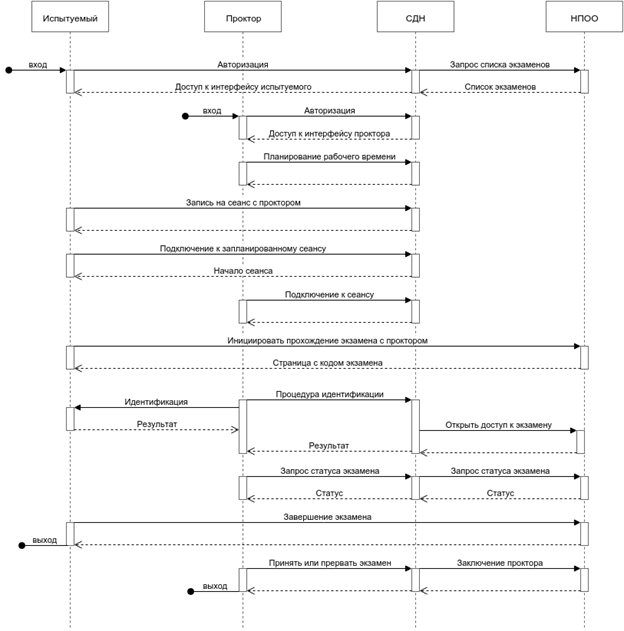 Испытуемый
Проктор
СДН
НПОО
вход
Авторизация
Запрос списка экзаменов
Доступ к интерфейсу испытуемого
Список экзаменов
вход
Авторизация
Доступ к интерфейсу проктора
Планирование рабочего времени
Запись на сеанс с проктором
Подключение к запланированному сеансу
Начало сеанса
Подключение к сеансу
Инициировать прохождение экзамена с проктором
Страница с кодом экзамена
Процедура идентификации
Идентификация
Результат
Открыть доступ к экзамену
Результат
Запрос статуса экзамена
Запрос статуса экзамена
Статус
Статус
Завершение экзамена
выход
Принять или прервать экзамен
Заключение проктора
выход